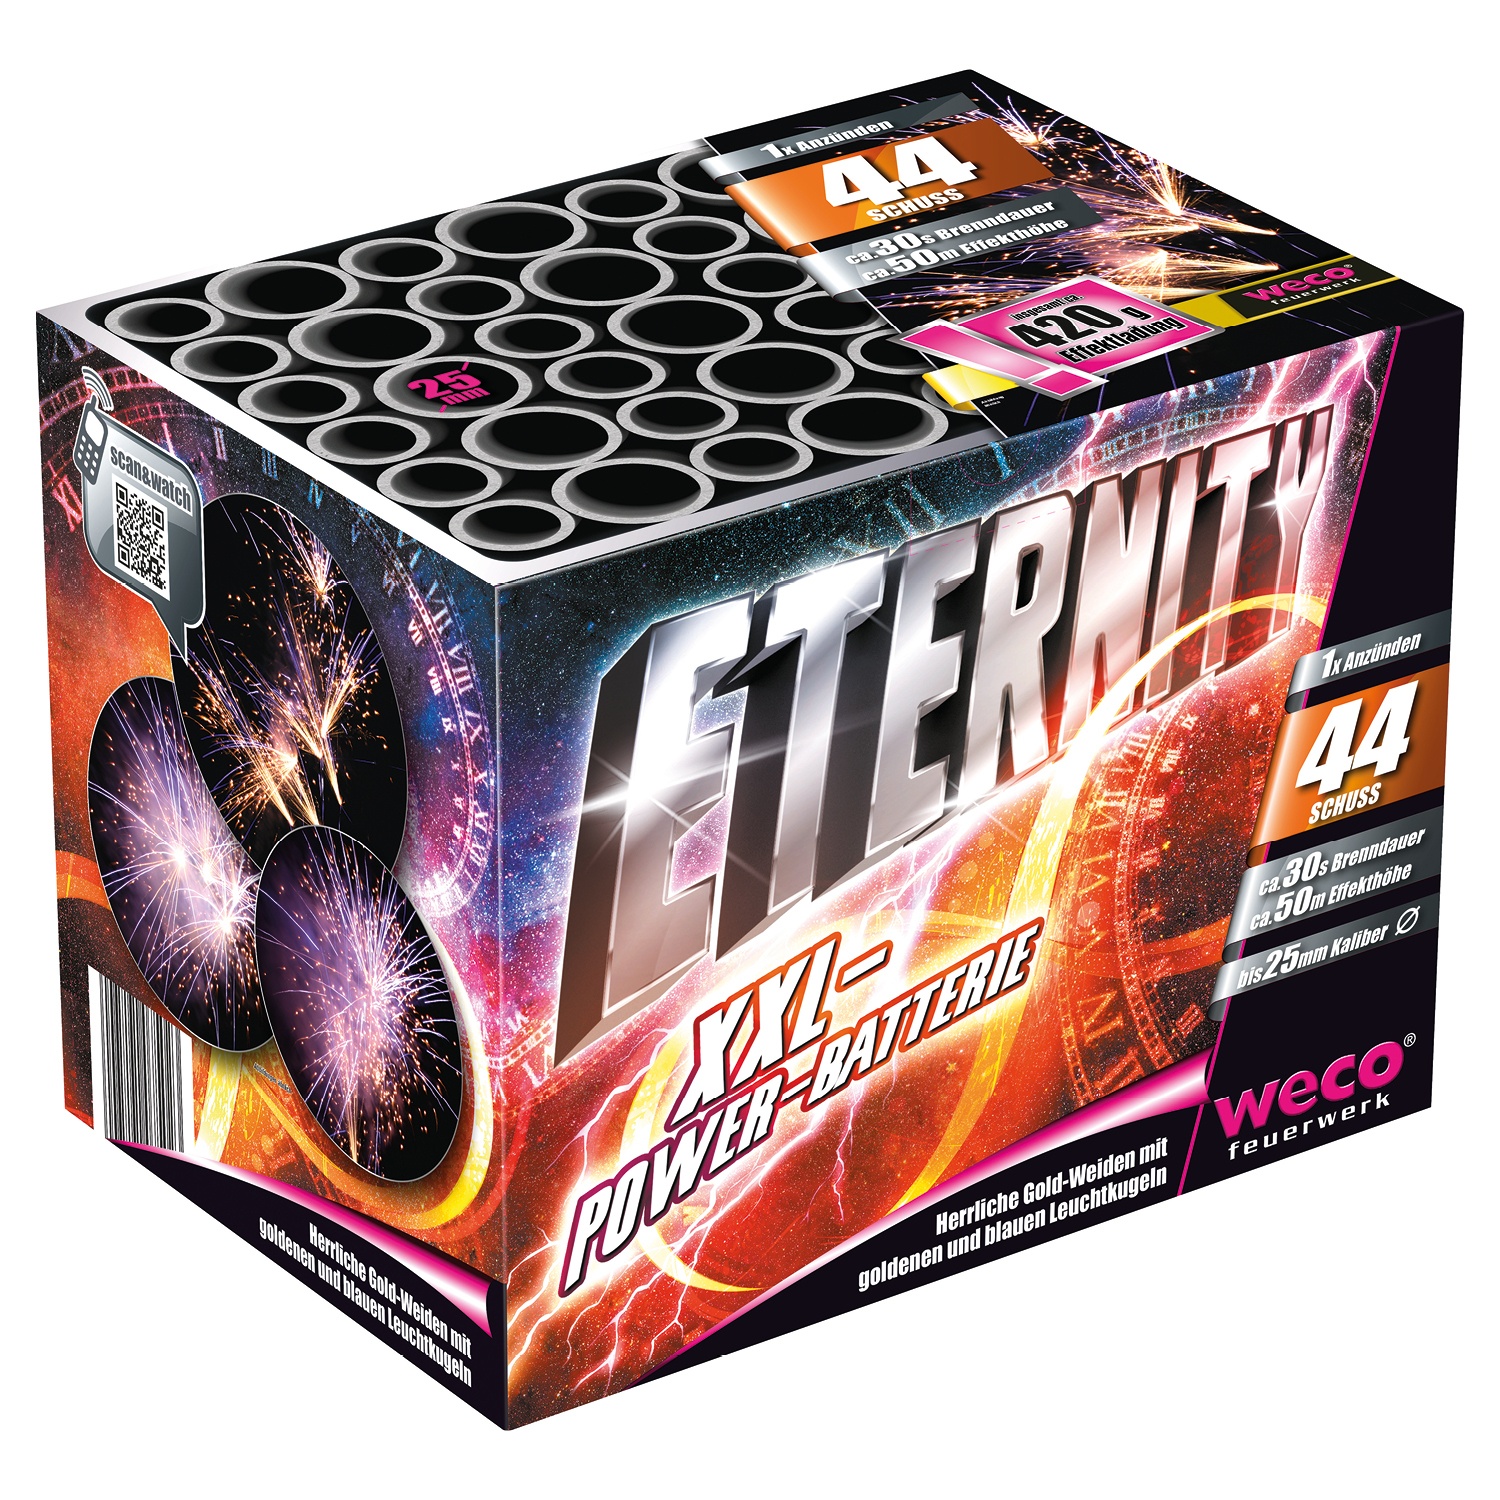 1x Anzünden
44
SCHUSS
ca. 30s Brenndauer
ca. 50m Effekthöhe
weco®
feuerwerk
insgesamt ca.
420 g
Effektladung
!
25
mm
scan&watch
ETERNITY
XXL-
POWER-BATTERIE
1x Anzünden
44
SCHUSS
ca. 30s Brenndauer
ca. 50m Effekthöhe
bis 25mm Kaliber Ø
weco®
feuerwerk
Herrliche Gold-Weiden mit
goldenen und blauen Leuchtkugeln
Herrliche Gold-Weiden mit
goldenen und blauen Leuchtkugeln